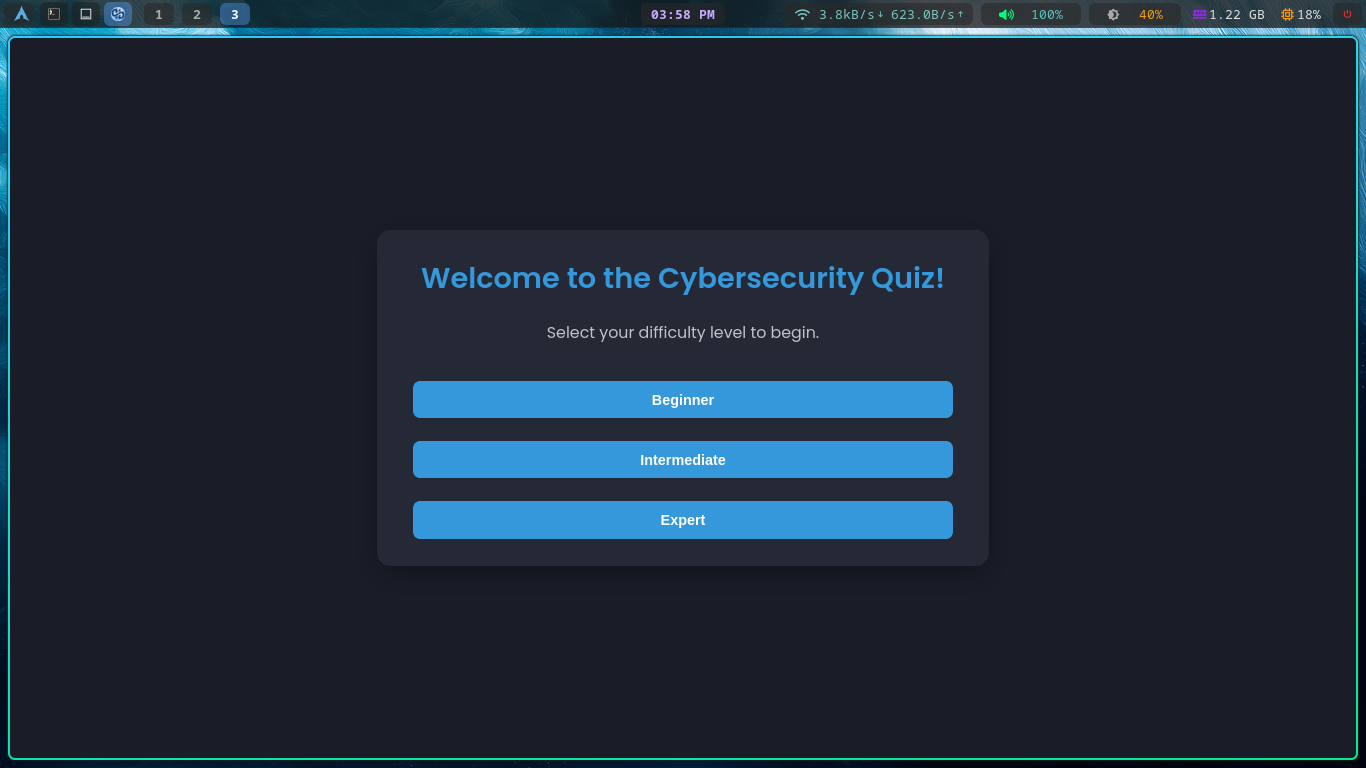 1 2 3 03:58 PM 3.8kB/s↓ 623.0B/s↑ 100% 40% 1.22 GB 18%
Welcome to the Cybersecurity Quiz!
Select your difficulty level to begin.
Beginner
Intermediate
Expert